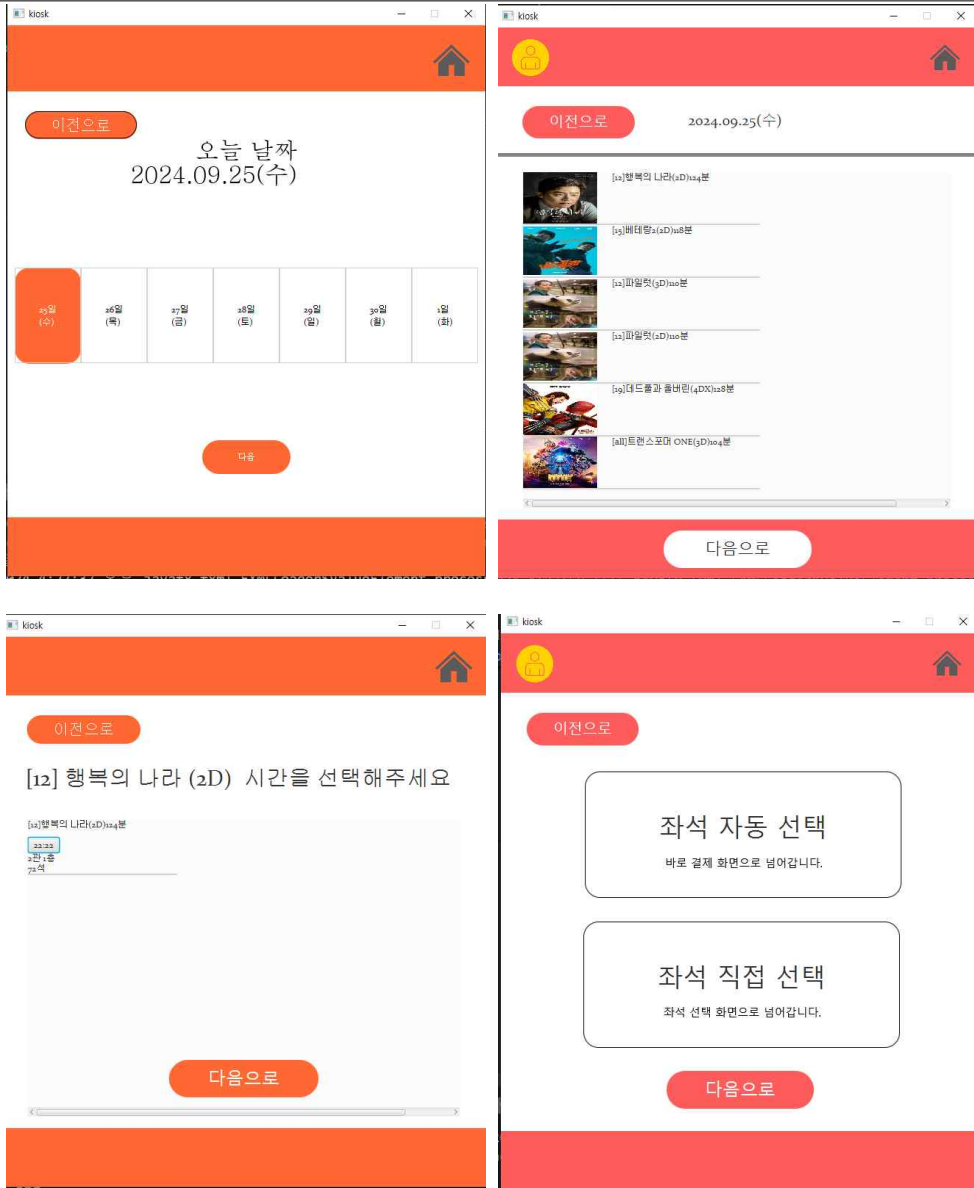 kiosk
이전으로
오늘 날짜
2024.09.25(수)
25일
(수)
26일
(목)
27일
(금)
28일
(토)
29일
(일)
30일
(월)
1일
(화)
다음
kiosk
이전으로
2024.09.25(수)
[12]행복의 나라(2D)124분
[15]베테랑2(2D)118분
[12]파일럿(3D)110분
[12]파일럿(2D)110분
[19]데드풀과 울버린(4DX)128분
[all]트랜스포머 ONE(3D)104분
다음으로
kiosk
이전으로
[12] 행복의 나라 (2D) 시간을 선택해주세요
[12]행복의 나라(2D)124분
22:22
2관 1층
72석
다음으로
kiosk
이전으로
좌석 자동 선택
바로 결제 화면으로 넘어갑니다.
좌석 직접 선택
좌석 선택 화면으로 넘어갑니다.
다음으로